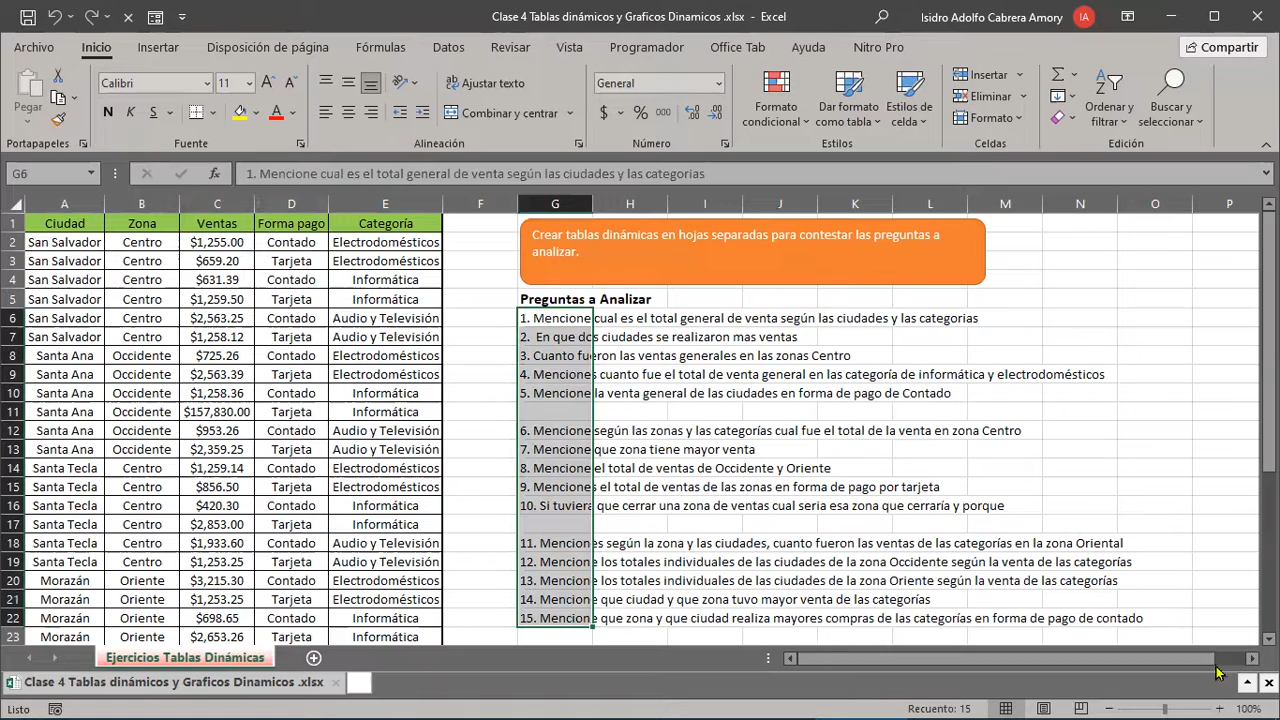 Clase 4 Tablas dinámicos y Graficos Dinamicos .xlsx - Excel
Isidro Adolfo Cabrera Amory
IA
Archivo Inicio Insertar Disposición de página Fórmulas Datos Revisar Vista Programador Office Tab Ayuda Nitro Pro
Compartir
Pegar
Calibri 11
N K S
Ajustar texto
Combinar y centrar
General
$ % 000
Formato condicional
Dar formato como tabla
Estilos de celda
Insertar
Eliminar
Formato
Ordenar y filtrar
Buscar y seleccionar
Portapapeles Fuente Alineación Número Estilos Celdas Edición
G6 fx 1. Mencione cual es el total general de venta según las ciudades y las categorias
A B C D E F G H I J K L M N O P
1 Ciudad Zona Ventas Forma pago Categoría
2 San Salvador Centro $1,255.00 Contado Electrodomésticos
3 San Salvador Centro $659.20 Tarjeta Electrodomésticos
4 San Salvador Centro $631.39 Contado Informática
5 San Salvador Centro $1,259.50 Tarjeta Informática
6 San Salvador Centro $2,563.25 Contado Audio y Televisión
7 San Salvador Centro $1,258.12 Tarjeta Audio y Televisión
8 Santa Ana Occidente $725.26 Contado Electrodomésticos
9 Santa Ana Occidente $2,563.39 Tarjeta Electrodomésticos
10 Santa Ana Occidente $1,258.36 Contado Informática
11 Santa Ana Occidente $157,830.00 Tarjeta Informática
12 Santa Ana Occidente $953.26 Contado Audio y Televisión
13 Santa Ana Occidente $2,359.25 Tarjeta Audio y Televisión
14 Santa Tecla Centro $1,259.14 Contado Electrodomésticos
15 Santa Tecla Centro $856.50 Tarjeta Electrodomésticos
16 Santa Tecla Centro $420.30 Contado Informática
17 Santa Tecla Centro $2,853.00 Tarjeta Informática
18 Santa Tecla Centro $1,933.60 Contado Audio y Televisión
19 Santa Tecla Centro $1,253.25 Tarjeta Audio y Televisión
20 Morazán Oriente $3,215.30 Contado Electrodomésticos
21 Morazán Oriente $1,253.25 Tarjeta Electrodomésticos
22 Morazán Oriente $698.65 Contado Informática
23 Morazán Oriente $2,653.26 Tarjeta Informática
Crear tablas dinámicas en hojas separadas para contestar las preguntas a
analizar.
Preguntas a Analizar
1. Mencione cual es el total general de venta según las ciudades y las categorias
2. En que dos ciudades se realizaron mas ventas
3. Cuanto fueron las ventas generales en las zonas Centro
4. Menciones cuanto fue el total de venta general en las categoría de informática y electrodomésticos
5. Mencione la venta general de las ciudades en forma de pago de Contado
6. Mencione según las zonas y las categorías cual fue el total de la venta en zona Centro
7. Mencione que zona tiene mayor venta
8. Mencione el total de ventas de Occidente y Oriente
9. Menciones el total de ventas de las zonas en forma de pago por tarjeta
10. Si tuviera que cerrar una zona de ventas cual seria esa zona que cerraría y porque
11. Menciones según la zona y las ciudades, cuanto fueron las ventas de las categorías en la zona Oriental
12. Mencione los totales individuales de las ciudades de la zona Occidente según la venta de las categorías
13. Mencione los totales individuales de las ciudades de la zona Oriente según la venta de las categorías
14. Mencione que ciudad y que zona tuvo mayor venta de las categorías
15. Mencione que zona y que ciudad realiza mayores compras de las categorías en forma de pago de contado
Ejercicios Tablas Dinámicas
Clase 4 Tablas dinámicos y Graficos Dinamicos .xlsx
Listo
Recuento: 15
100%